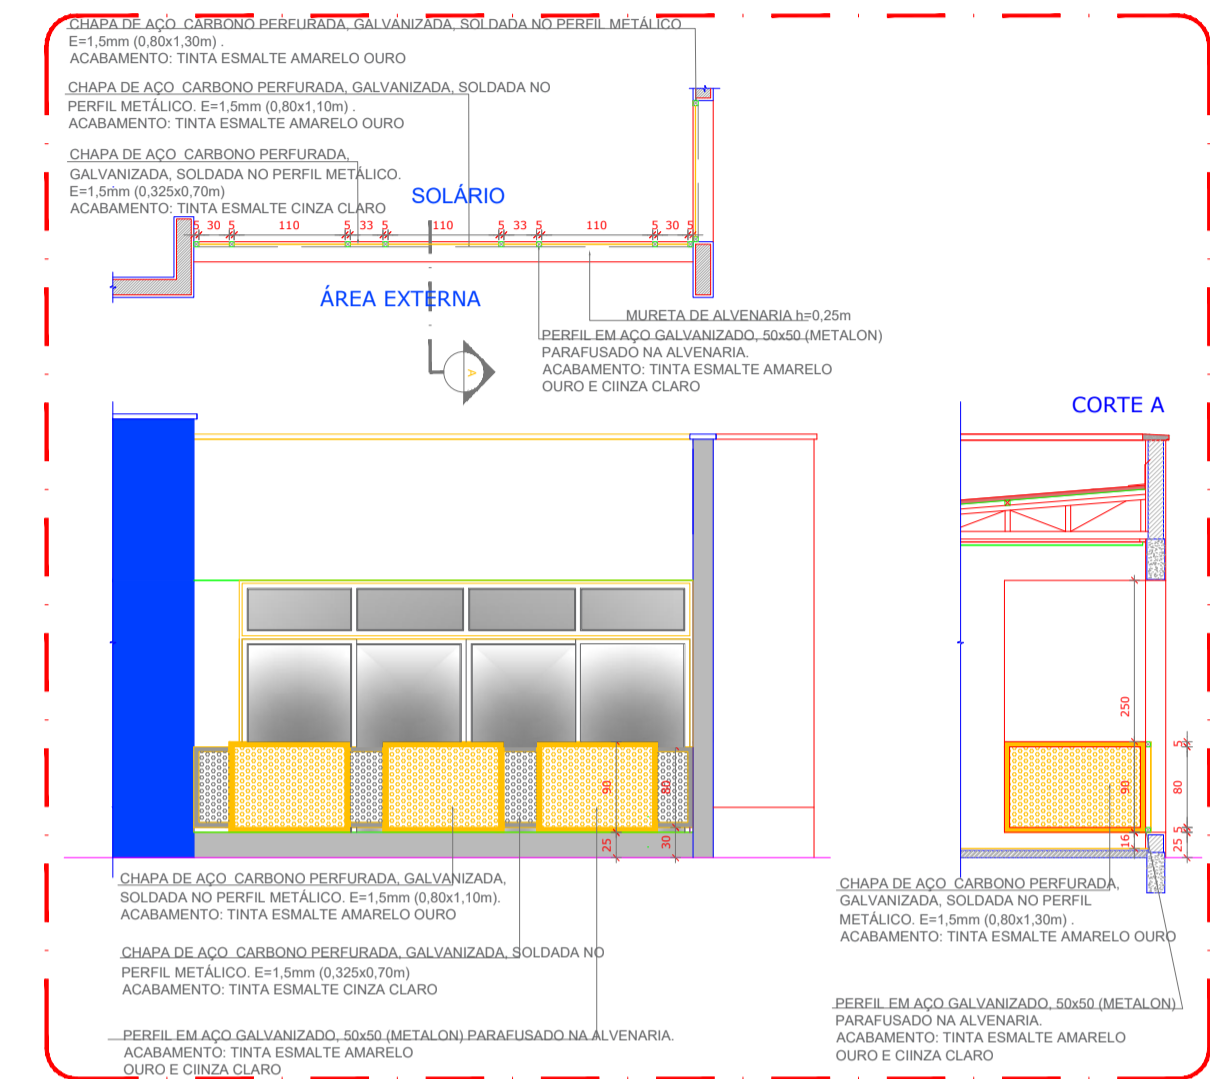 CHAPA DE AÇO CARBONO PERFURADA, GALVANIZADA, SOLDADA NO PERFIL METÁLICO
E=1,5mm (0,80x1,30m) .
ACABAMENTO: TINTA ESMALTE AMARELO OURO
CHAPA DE AÇO CARBONO PERFURADA, GALVANIZADA, SOLDADA NO
PERFIL METÁLICO. E=1,5mm (0,80x1,10m) .
ACABAMENTO: TINTA ESMALTE AMARELO OURO
CHAPA DE AÇO CARBONO PERFURADA,
GALVANIZADA, SOLDADA NO PERFIL METÁLICO.
E=1,5mm (0,325x0,70m)
ACABAMENTO: TINTA ESMALTE CINZA CLARO
SOLÁRIO
5 30 5 110 5 33 5 110 5 33 5 110 5 30 5
ÁREA EXTERNA
MURETA DE ALVENARIA h=0,25m
PERFIL EM AÇO GALVANIZADO, 50x50 (METALON)
PARAFUSADO NA ALVENARIA.
ACABAMENTO: TINTA ESMALTE AMARELO
OURO E CIINZA CLARO
A
CORTE A
90
80
25
30
250
90
16
5
80
5
25
CHAPA DE AÇO CARBONO PERFURADA, GALVANIZADA,
SOLDADA NO PERFIL METÁLICO. E=1,5mm (0,80x1,10m).
ACABAMENTO: TINTA ESMALTE AMARELO OURO
CHAPA DE AÇO CARBONO PERFURADA, GALVANIZADA, SOLDADA NO
PERFIL METÁLICO. E=1,5mm (0,325x0,70m)
ACABAMENTO: TINTA ESMALTE CINZA CLARO
PERFIL EM AÇO GALVANIZADO, 50x50 (METALON) PARAFUSADO NA ALVENARIA.
ACABAMENTO: TINTA ESMALTE AMARELO
OURO E CIINZA CLARO
CHAPA DE AÇO CARBONO PERFURADA,
GALVANIZADA, SOLDADA NO PERFIL
METÁLICO. E=1,5mm (0,80x1,30m) .
ACABAMENTO: TINTA ESMALTE AMARELO OURO
PERFIL EM AÇO GALVANIZADO, 50x50 (METALON)
PARAFUSADO NA ALVENARIA.
ACABAMENTO: TINTA ESMALTE AMARELO
OURO E CIINZA CLARO